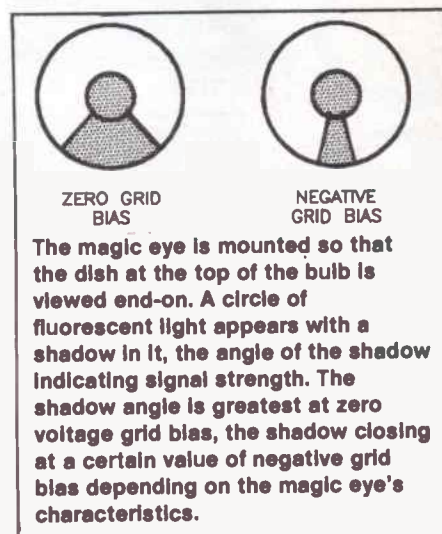 ZERO GRID
BIAS
NEGATIVE
GRID BIAS
The magic eye is mounted so that
the dish at the top of the bulb is
viewed end-on. A circle of
fluorescent light appears with a
shadow in it, the angle of the shadow
indicating signal strength. The
shadow angle is greatest at zero
voltage grid bias, the shadow closing
at a certain value of negative grid
bias depending on the magic eye's
characteristics.